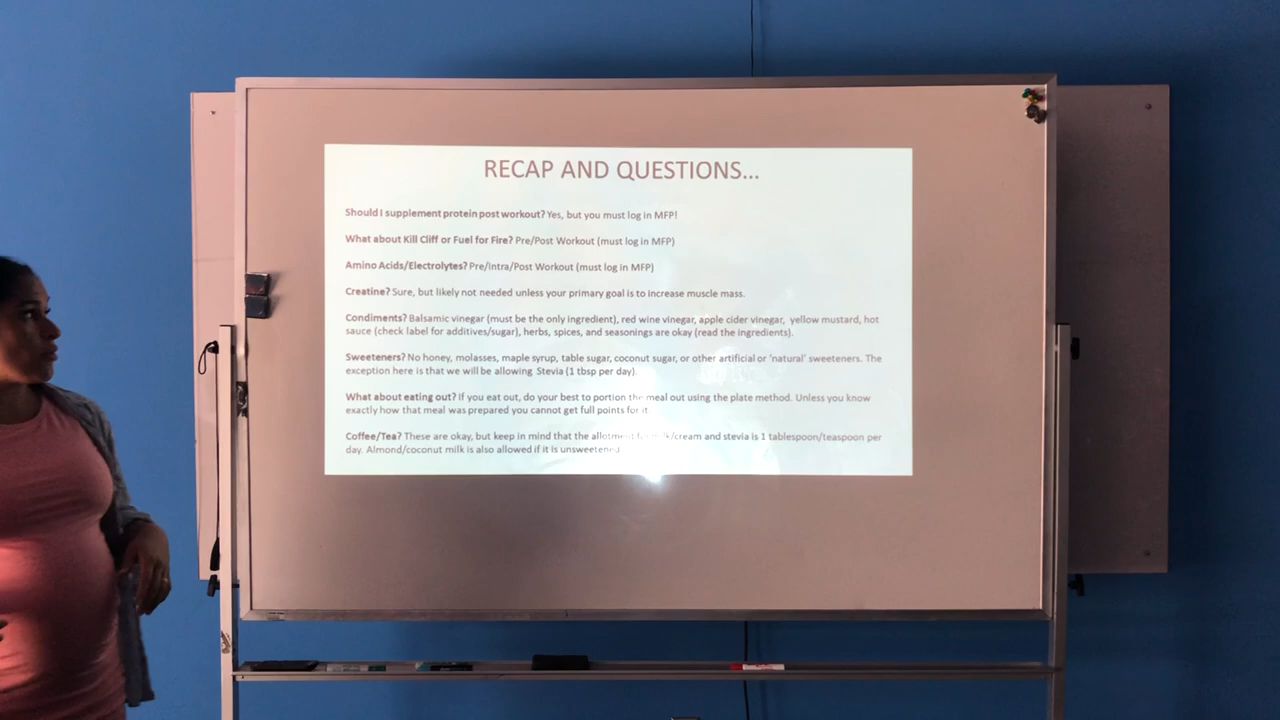 RECAP AND QUESTIONS...
Should I supplement protein post workout? Yes, but you must log in MFP!
What about Kill Cliff or Fuel for Fire? Pre/Post Workout (must log in MFP)
Amino Acids/Electrolytes? Pre/Intra/Post Workout (must log in MFP)
Creatine? Sure, but likely not needed unless your primary goal is to increase muscle mass.
Condiments? Balsamic vinegar (must be the only ingredient), red wine vinegar, apple cider vinegar, yellow mustard, hot
sauce (check label for additives/sugar), herbs, spices, and seasonings are okay (read the ingredients).
Sweeteners? No honey, molasses, maple syrup, table sugar, coconut sugar, or other artificial or ‘natural’ sweeteners. The
exception here is that we will be allowing Stevia (1 tbsp per day).
What about eating out? If you eat out, do your best to portion the meal out using the plate method. Unless you know
exactly how that meal was prepared you cannot get full points for it
Coffee/Tea? These are okay, but keep in mind that the allotment for milk/cream and stevia is 1 tablespoon/teaspoon per
day. Almond/coconut milk is also allowed if it is unsweetened